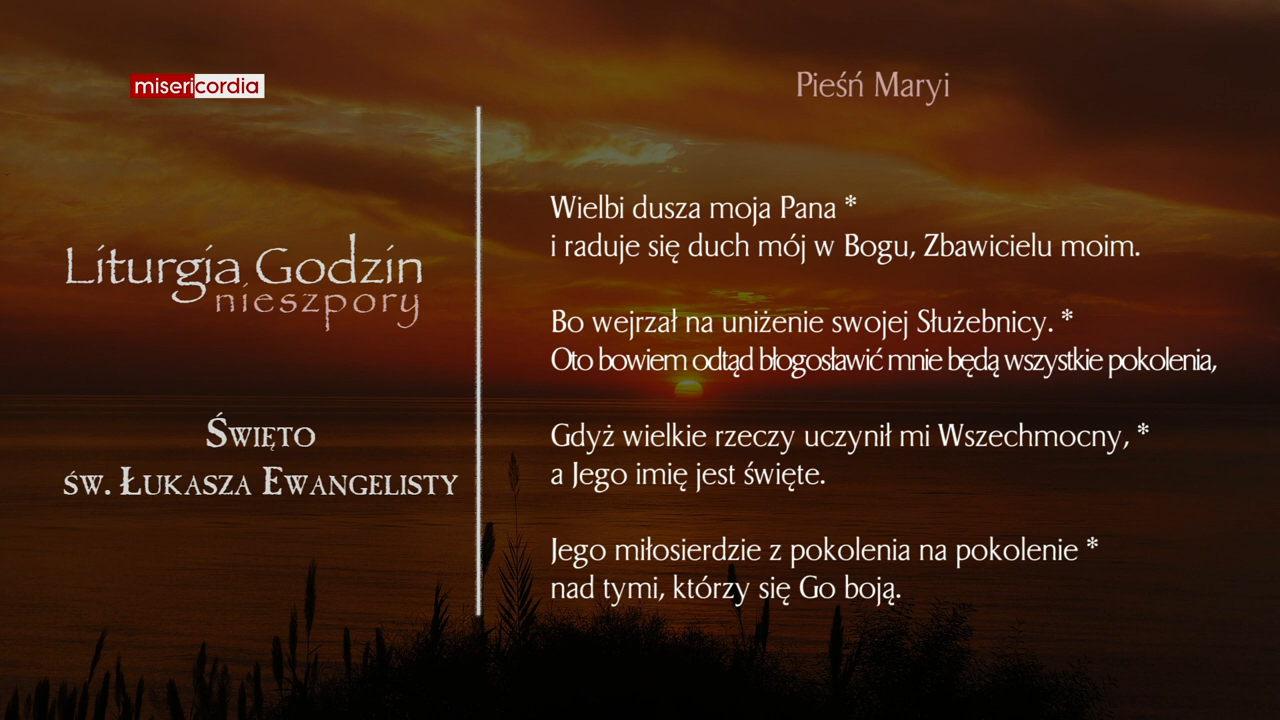 misericordia
Liturgia Godzin
nieszpory
Święto
św. Łukasza Ewangelisty
Pieśń Maryi
Wielbi dusza moja Pana *
i raduje się duch mój w Bogu, Zbawicielu moim.
Bo wejrzał na uniżenie swojej Służebnicy. *
Oto bowiem odtąd błogosławić mnie będą wszystkie pokolenia,
Gdyż wielkie rzeczy uczynił mi Wszechmocny, *
a Jego imię jest święte.
Jego miłosierdzie z pokolenia na pokolenie *
nad tymi, którzy się Go boją.